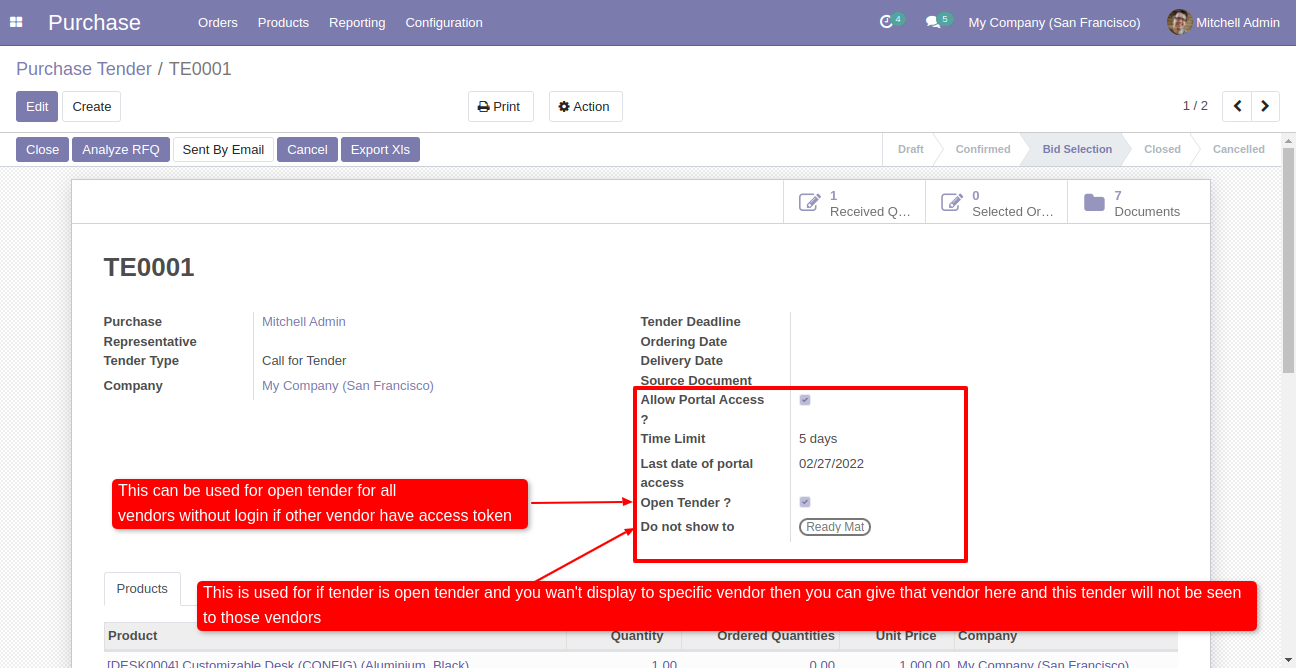 Purchase Orders Products Reporting Configuration 4 5 My Company (San Francisco) Mitchell Admin
Purchase Tender / TE0001
Edit Create Print Action 1 / 2
Close Analyze RFQ Sent By Email Cancel Export Xls Draft Confirmed Bid Selection Closed Cancelled
1 Received Q...
0 Selected Or...
7 Documents
TE0001
Purchase Representative Mitchell Admin
Tender Type Call for Tender
Company My Company (San Francisco)
Tender Deadline
Ordering Date
Delivery Date
Source Document
Allow Portal Access ?
Time Limit 5 days
Last date of portal access 02/27/2022
Open Tender ?
Do not show to Ready Mat
This can be used for open tender for all
vendors without login if other vendor have access token
Products
This is used for if tender is open tender and you wan't display to specific vendor then you can give that vendor here and this tender will not be seen
to those vendors
Product Quantity Ordered Quantities Unit Price Company
[DESK0004] Customizable Desk (CONFIG) (Aluminium, Black) 1.00 0.00 1,000.00 My Company (San Francisco)